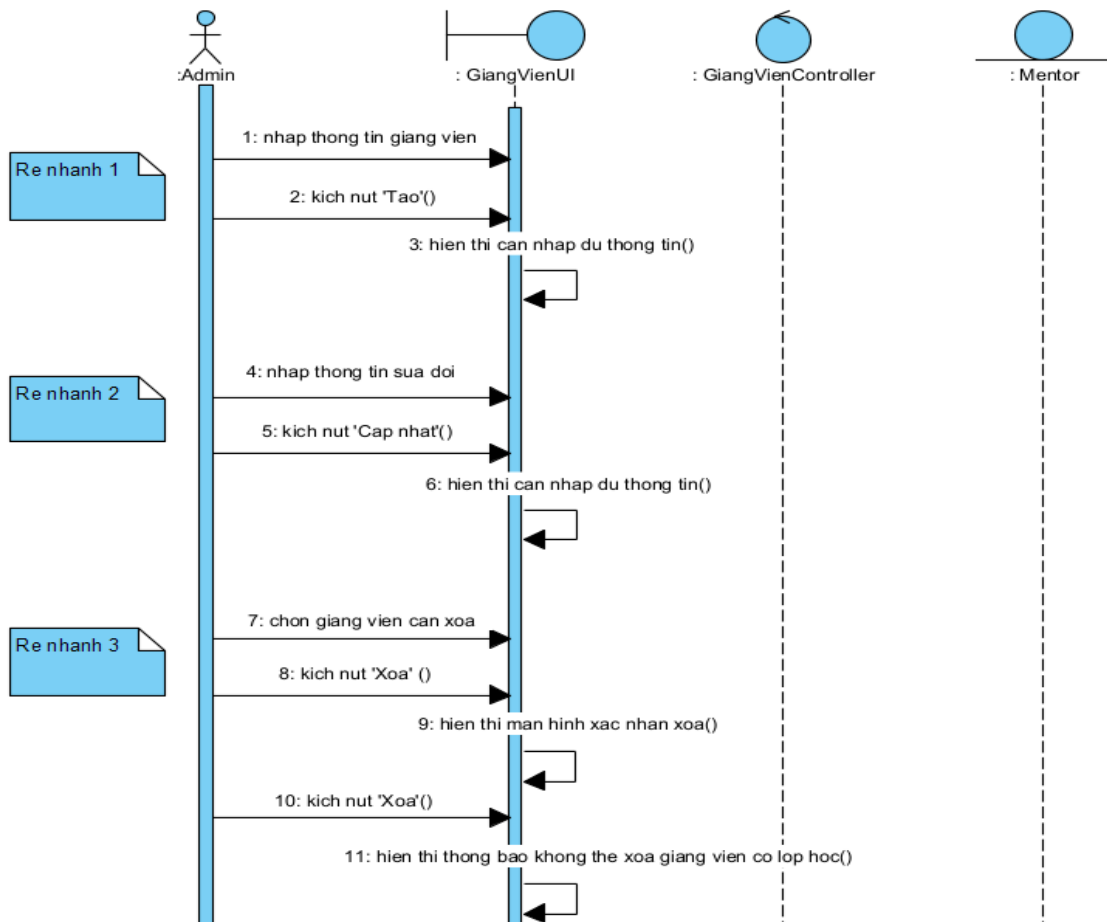 :Admin
: GiangVienUI
: GiangVienController
: Mentor
1: nhap thong tin giang vien
Re nhanh 1
2: kich nut 'Tao'()
3: hien thi can nhap du thong tin()
4: nhap thong tin sua doi
Re nhanh 2
5: kich nut 'Cap nhat'()
6: hien thi can nhap du thong tin()
7: chon giang vien can xoa
Re nhanh 3
8: kich nut 'Xoa' ()
9: hien thi man hinh xac nhan xoa()
10: kich nut 'Xoa'()
11: hien thi thong bao khong the xoa giang vien co lop hoc()